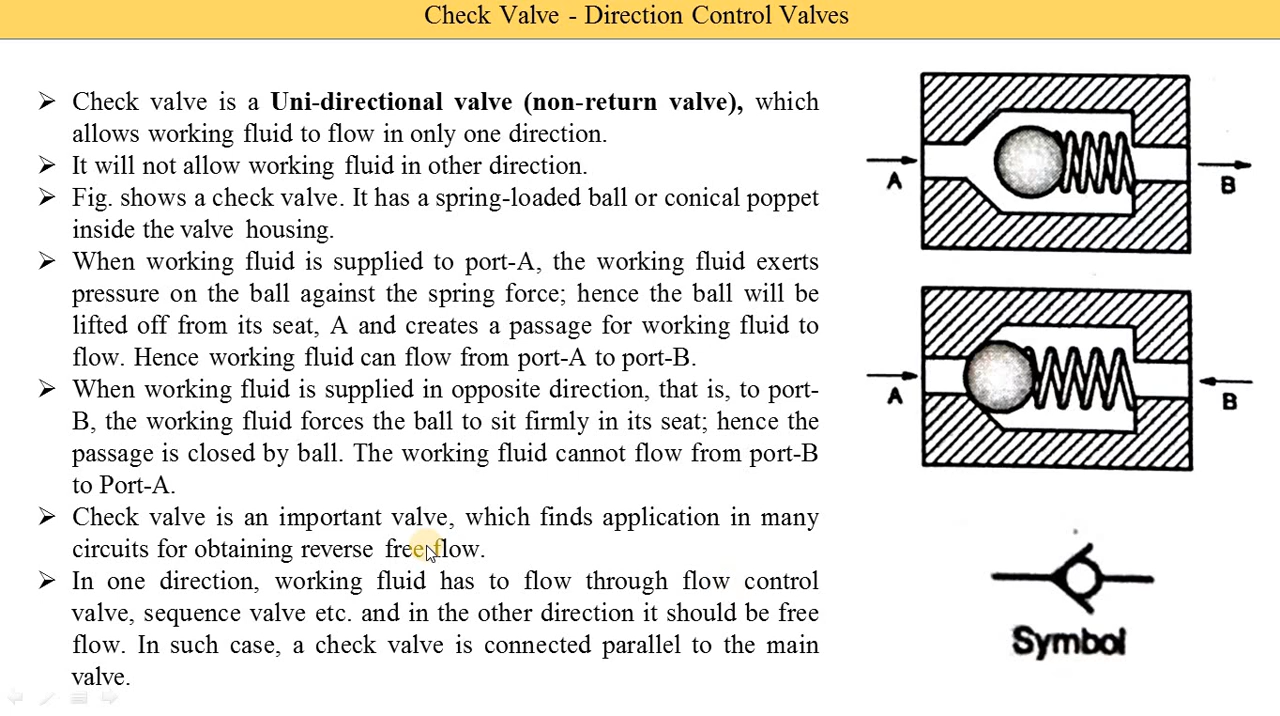 Check Valve - Direction Control Valves
➢ Check valve is a Uni-directional valve (non-return valve), which
allows working fluid to flow in only one direction.
➢ It will not allow working fluid in other direction.
➢ Fig. shows a check valve. It has a spring-loaded ball or conical poppet
inside the valve housing.
➢ When working fluid is supplied to port-A, the working fluid exerts
pressure on the ball against the spring force; hence the ball will be
lifted off from its seat, A and creates a passage for working fluid to
flow. Hence working fluid can flow from port-A to port-B.
➢ When working fluid is supplied in opposite direction, that is, to port-
B, the working fluid forces the ball to sit firmly in its seat; hence the
passage is closed by ball. The working fluid cannot flow from port-B
to Port-A.
➢ Check valve is an important valve, which finds application in many
circuits for obtaining reverse free flow.
➢ In one direction, working fluid has to flow through flow control
valve, sequence valve etc. and in the other direction it should be free
flow. In such case, a check valve is connected parallel to the main
valve.
A
B
A
B
Symbol